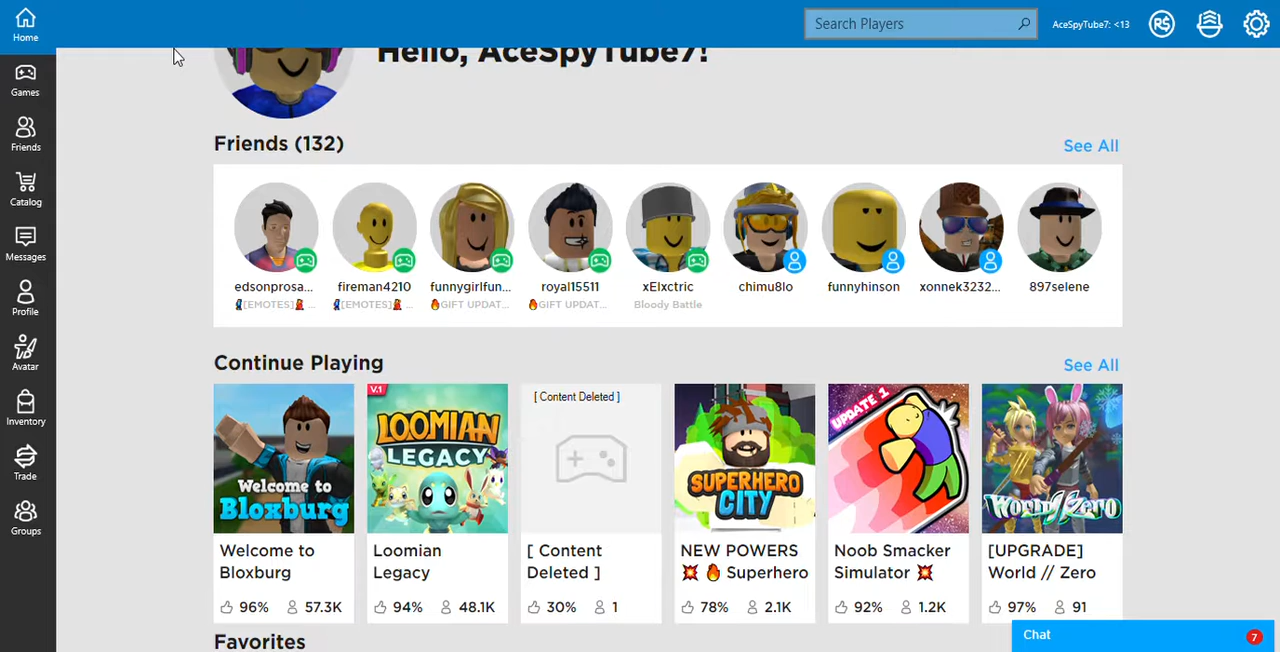 Home
Search Players
AceSpyTube7: <13
Hello, AceSpyTube7!
Games
Friends
Catalog
Messages
Profile
Avatar
Inventory
Trade
Groups
Friends (132)
See All
edsonprosa...
fireman4210
funnygirlfun...
royal15511
xElxctric
chimu8lo
funnyhinson
xonnek3232...
897selene
[EMOTES] ...
[EMOTES] ...
🔥GIFT UPDAT...
🔥GIFT UPDAT...
Bloody Battle
Continue Playing
See All
Welcome to
Bloxburg
V.1
LOOMIAN
LEGACY
[ Content Deleted ]
SUPERHERO
CITY
UPDATE 1
World//Zero
Welcome to
Bloxburg
96%
57.3K
Loomian
Legacy
94%
48.1K
[ Content
Deleted ]
30%
1
NEW POWERS
💥 🔥 Superhero
78%
2.1K
Noob Smacker
Simulator 💥
92%
1.2K
[UPGRADE]
World // Zero
97%
91
Favorites
Chat
7